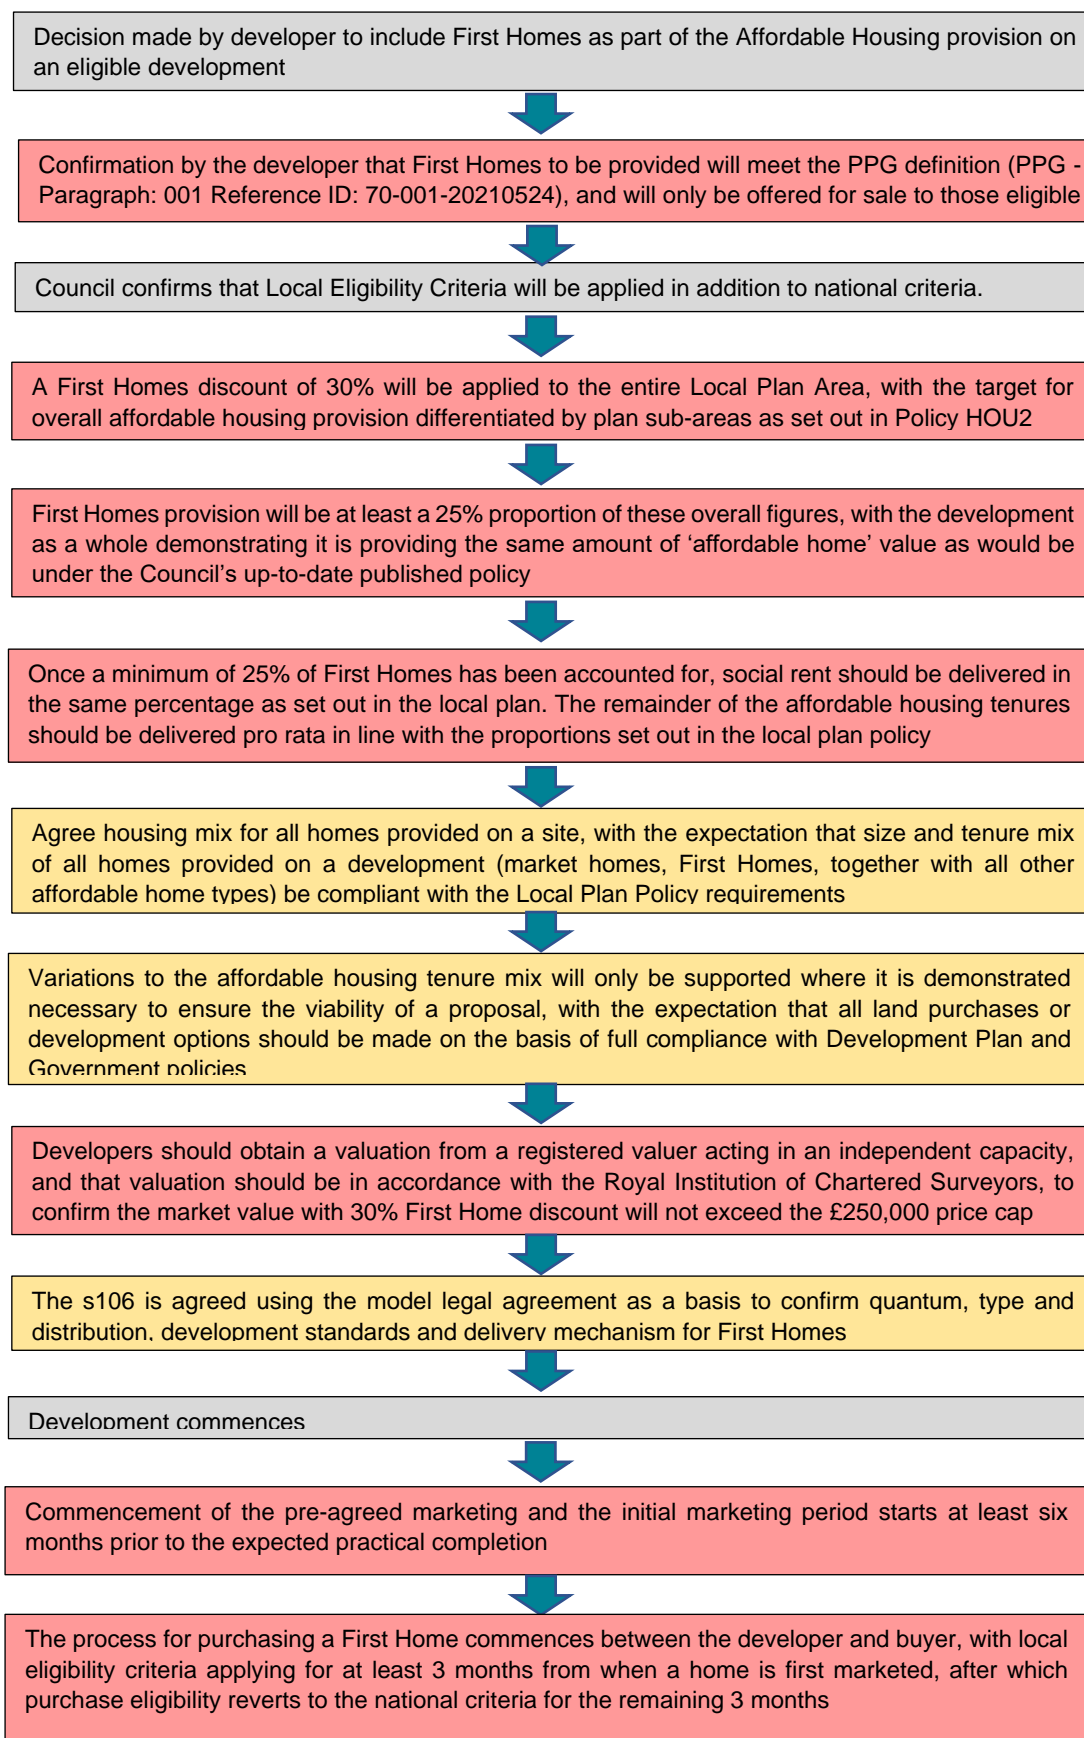 Decision made by developer to include First Homes as part of the Affordable Housing provision on
an eligible development
Confirmation by the developer that First Homes to be provided will meet the PPG definition (PPG -
Paragraph: 001 Reference ID: 70-001-20210524), and will only be offered for sale to those eligible
Council confirms that Local Eligibility Criteria will be applied in addition to national criteria.
A First Homes discount of 30% will be applied to the entire Local Plan Area, with the target for
overall affordable housing provision differentiated by plan sub-areas as set out in Policy HOU2
First Homes provision will be at least a 25% proportion of these overall figures, with the development
as a whole demonstrating it is providing the same amount of ‘affordable home’ value as would be
under the Council’s up-to-date published policy
Once a minimum of 25% of First Homes has been accounted for, social rent should be delivered in
the same percentage as set out in the local plan. The remainder of the affordable housing tenures
should be delivered pro rata in line with the proportions set out in the local plan policy
Agree housing mix for all homes provided on a site, with the expectation that size and tenure mix
of all homes provided on a development (market homes, First Homes, together with all other
affordable home types) be compliant with the Local Plan Policy requirements
Variations to the affordable housing tenure mix will only be supported where it is demonstrated
necessary to ensure the viability of a proposal, with the expectation that all land purchases or
development options should be made on the basis of full compliance with Development Plan and
Government policies
Developers should obtain a valuation from a registered valuer acting in an independent capacity,
and that valuation should be in accordance with the Royal Institution of Chartered Surveyors, to
confirm the market value with 30% First Home discount will not exceed the £250,000 price cap
The s106 is agreed using the model legal agreement as a basis to confirm quantum, type and
distribution, development standards and delivery mechanism for First Homes
Development commences
Commencement of the pre-agreed marketing and the initial marketing period starts at least six
months prior to the expected practical completion
The process for purchasing a First Home commences between the developer and buyer, with local
eligibility criteria applying for at least 3 months from when a home is first marketed, after which
purchase eligibility reverts to the national criteria for the remaining 3 months